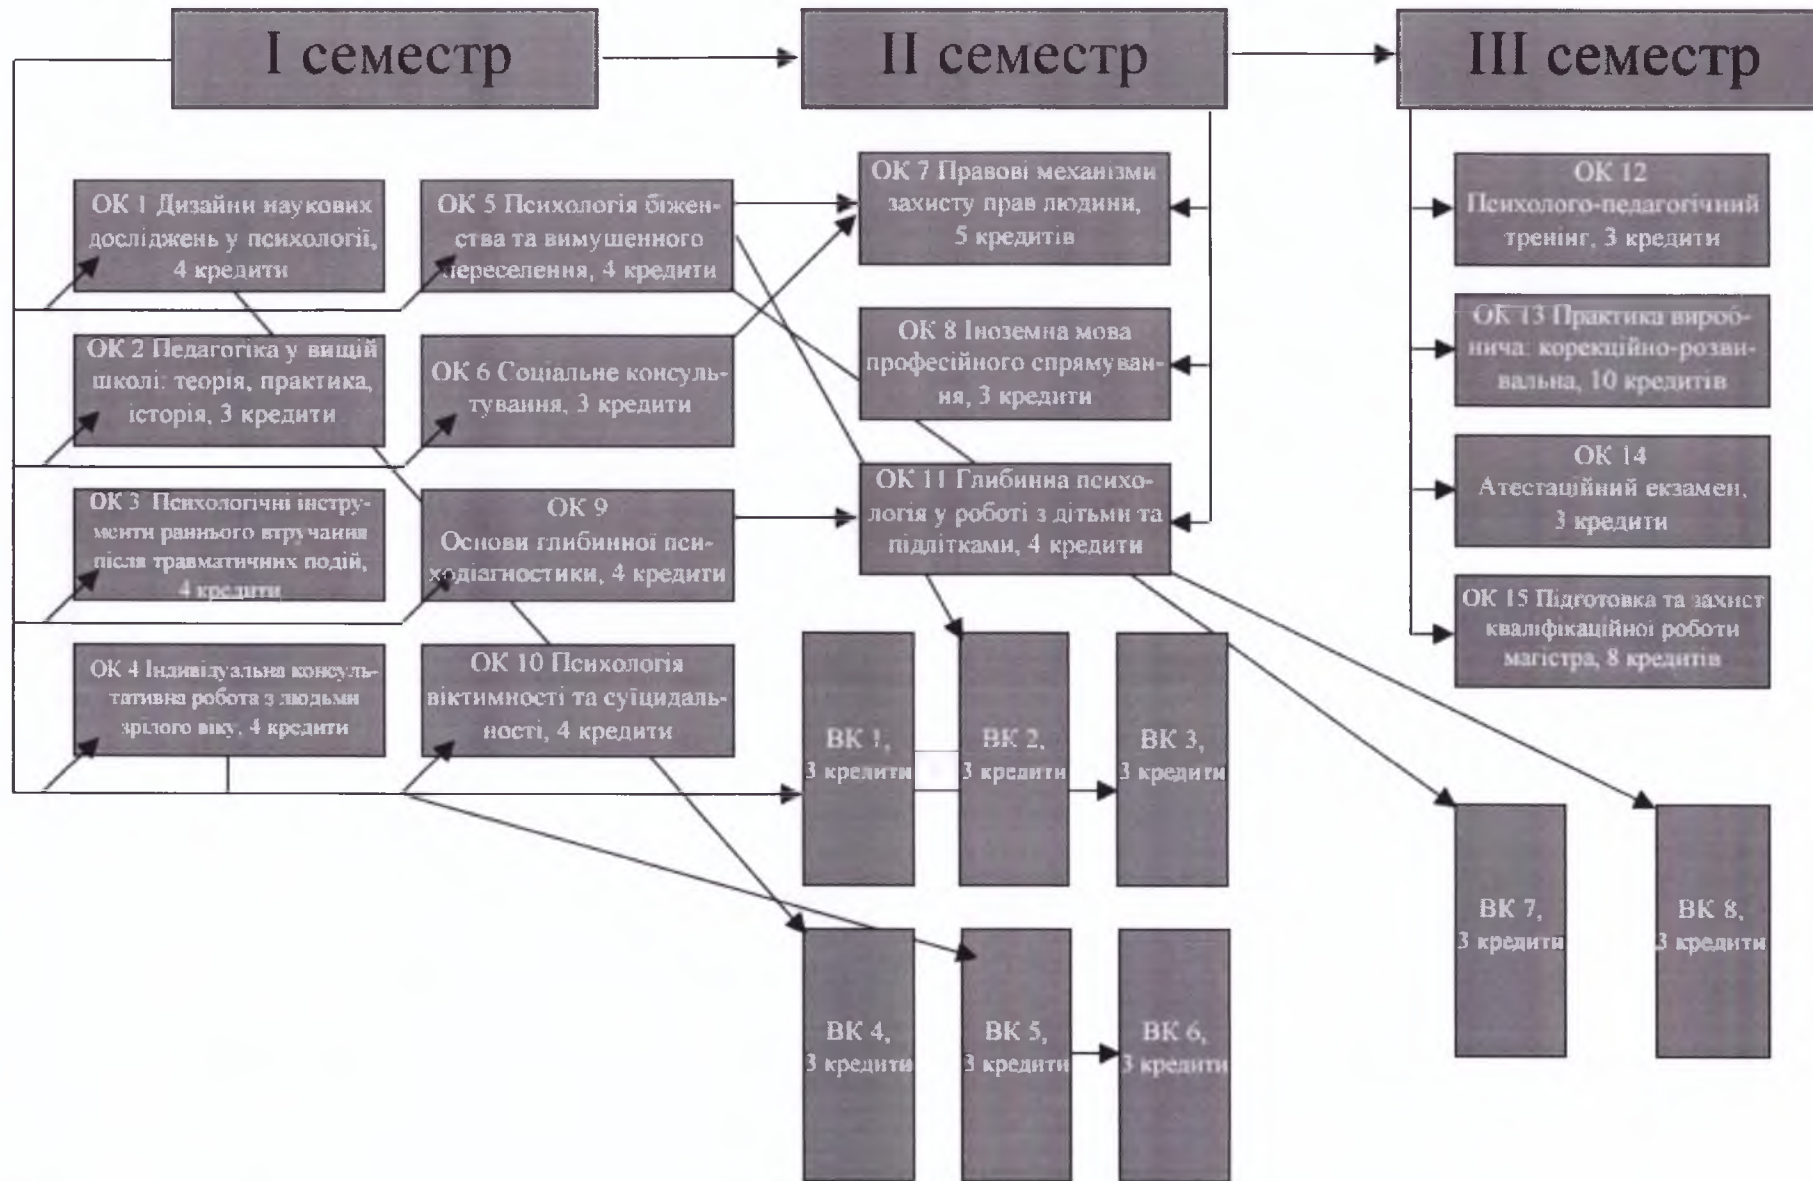 I семестр
II семестр
III семестр
ОК 1 Дизайни наукових
досліджень у психології,
4 кредити
ОК 2 Педагогіка у вищій
школі: теорія, практика,
історія, 3 кредити
ОК 3 Психологічні інстру-
менти раннього втручання
після травматичних подій,
4 кредити
ОК 4 Індивідуальна консуль-
тативна робота з людьми
зрілого віку, 4 кредити
ОК 5 Психологія біжен-
ства та вимушенного
переселення, 4 кредити
ОК 6 Соціальне консуль-
тування, 3 кредити
ОК 9
Основи глибинної пси-
ходіагностики, 4 кредити
ОК 10 Психологія
віктимності та суїцидаль-
ності, 4 кредити
ОК 7 Правові механізми
захисту прав людини,
5 кредитів
ОК 8 Іноземна мова
професійного спрямуван-
ня, 3 кредити
ОК 11 Глибинна психо-
логія у роботі з дітьми та
підлітками, 4 кредити
ВК 1,
3 кредити
ВК 2,
3 кредити
ВК 3,
3 кредити
ВК 4,
3 кредити
ВК 5,
3 кредити
ВК 6,
3 кредити
ОК 12
Психолого-педагогічний
тренінг, 3 кредити
ОК 13 Практика вироб-
нича: корекційно-розви-
вальна, 10 кредитів
ОК 14
Атестаційний екзамен,
3 кредити
ОК 15 Підготовка та захист
кваліфікаційної роботи
магістра, 8 кредитів
ВК 7,
3 кредити
ВК 8,
3 кредити